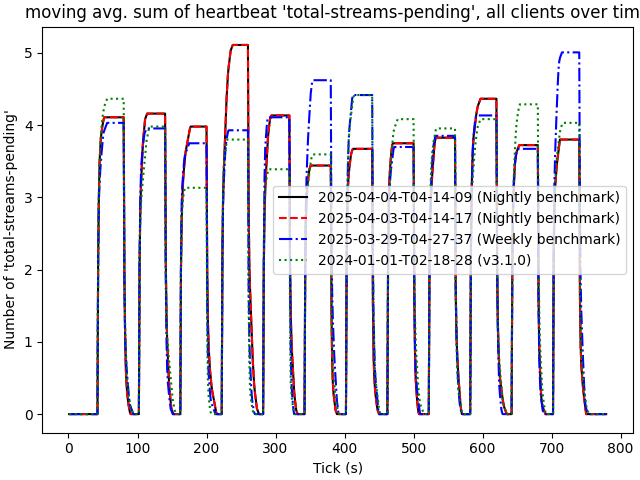 moving avg. sum of heartbeat 'total-streams-pending', all clients over tim
Number of 'total-streams-pending'
5
4
3
2
1
0
2025-04-04-T04-14-09 (Nightly benchmark)
2025-04-03-T04-14-17 (Nightly benchmark)
2025-03-29-T04-27-37 (Weekly benchmark)
2024-01-01-T02-18-28 (v3.1.0)
0 100 200 300 400 500 600 700 800
Tick (s)